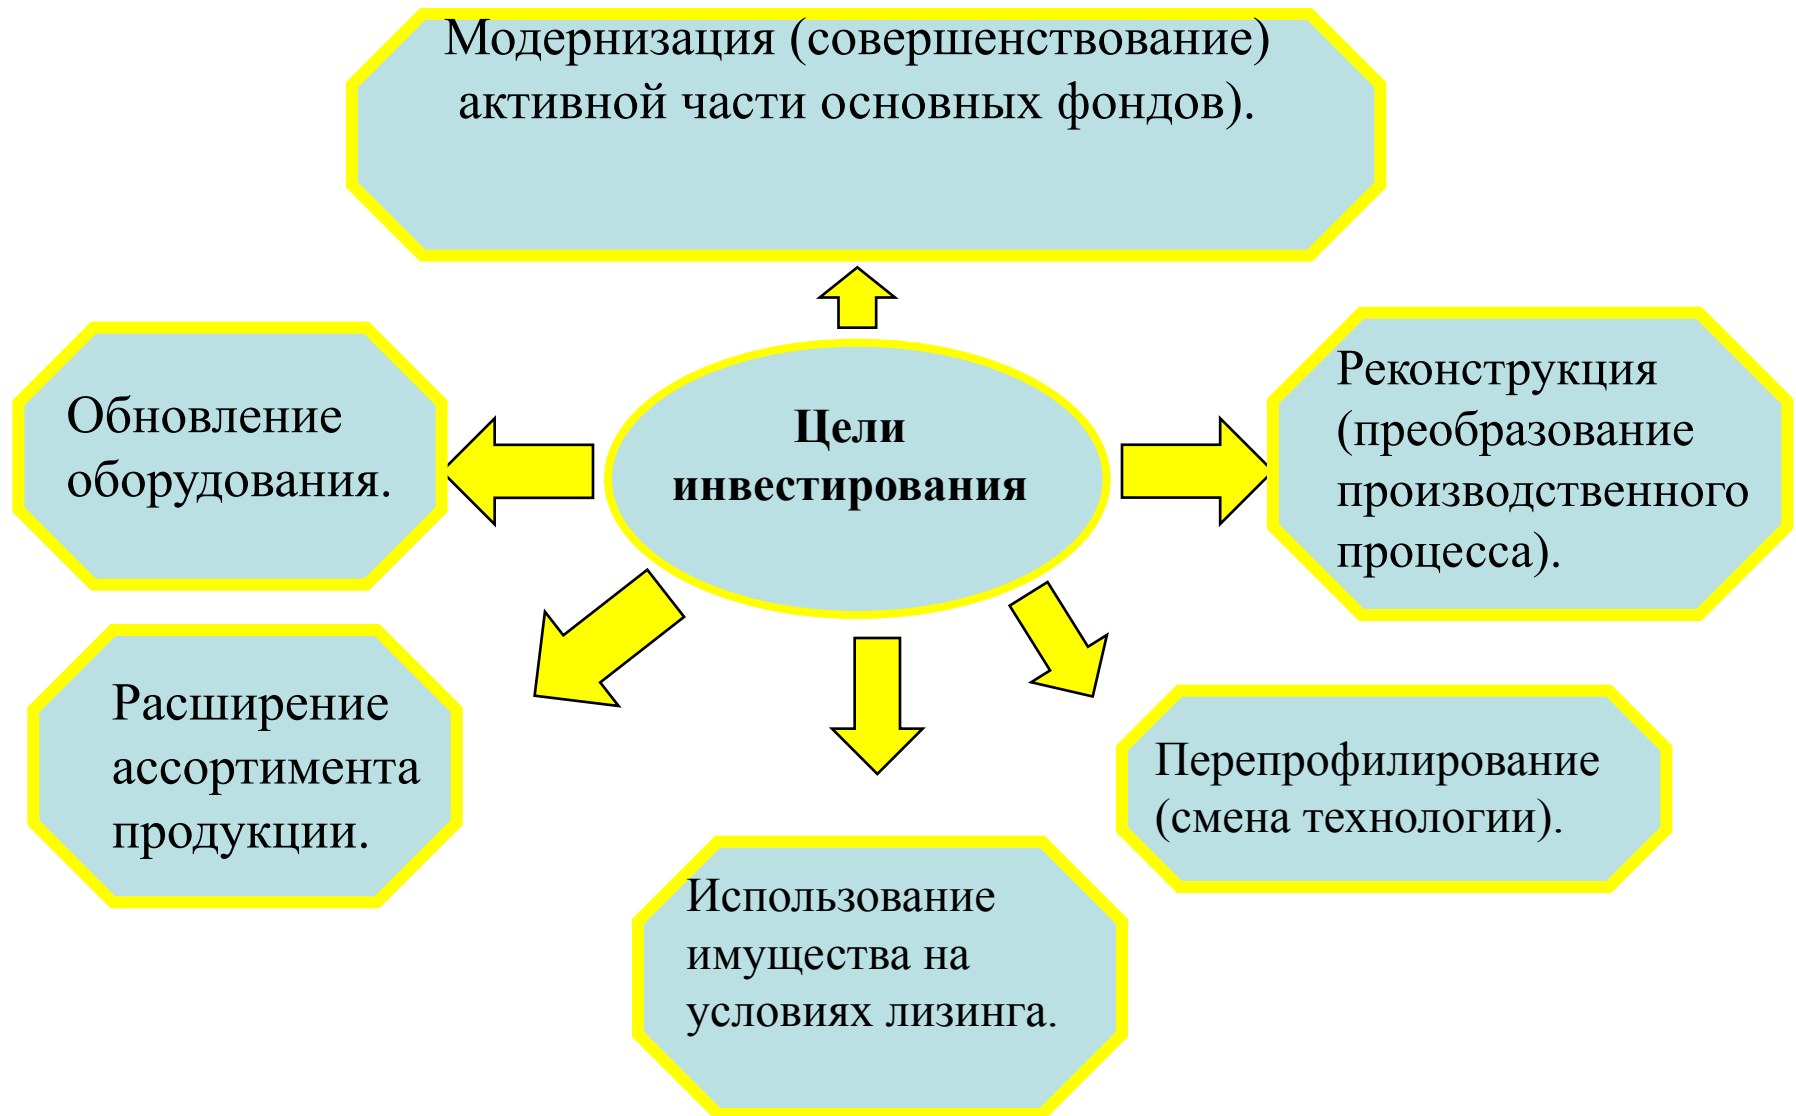 Модернизация (совершенствование)
активной части основных фондов).
Обновление
оборудования.
Цели
инвестирования
Реконструкция
(преобразование
производственного
процесса).
Расширение
ассортимента
продукции.
Перепрофилирование
(смена технологии).
Использование
имущества на
условиях лизинга.